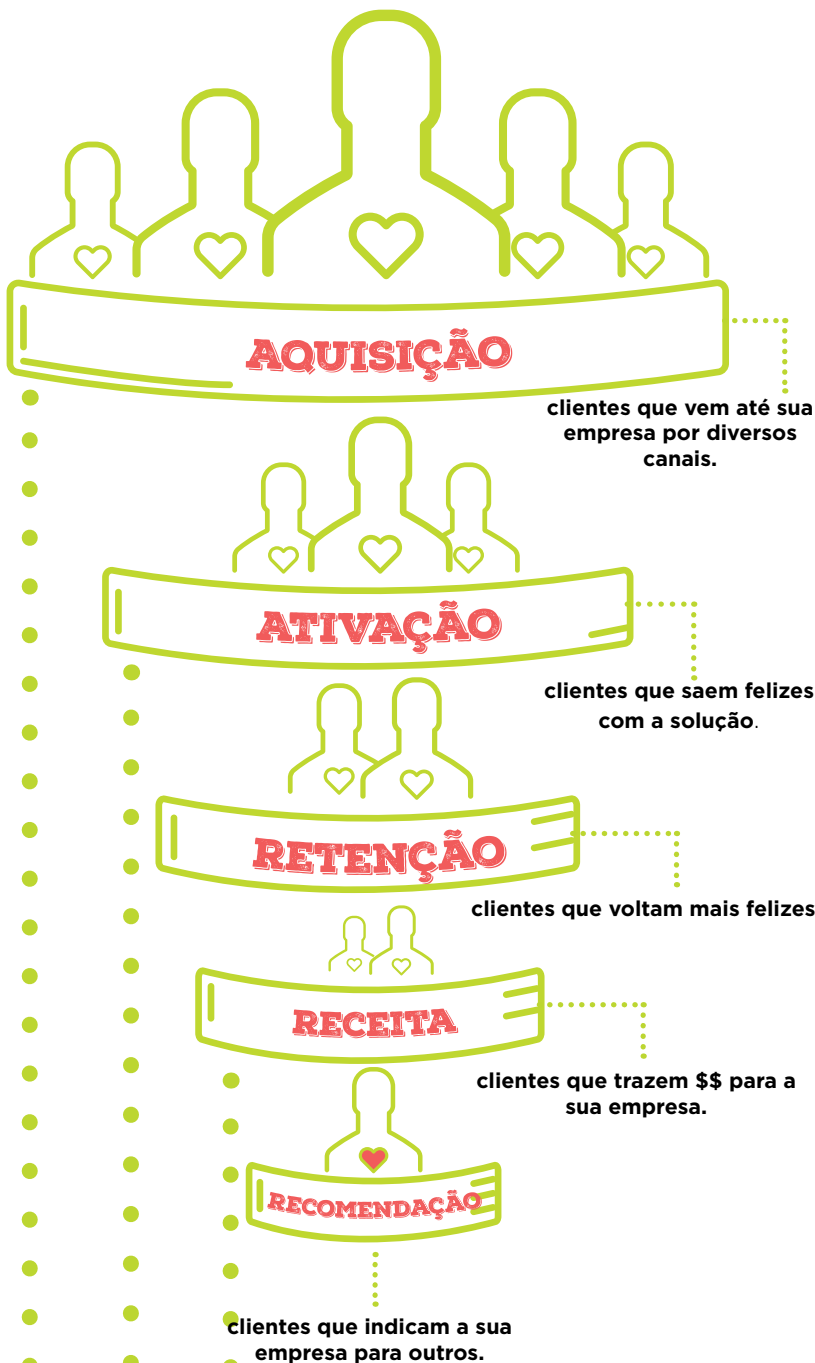 AQUISIÇÃO
clientes que vem até sua
empresa por diversos
canais.
ATIVAÇÃO
clientes que saem felizes
com a solução.
RETENÇÃO
clientes que voltam mais felizes
RECEITA
clientes que trazem $$ para a
sua empresa.
RECOMENDAÇÃO
clientes que indicam a sua
empresa para outros.